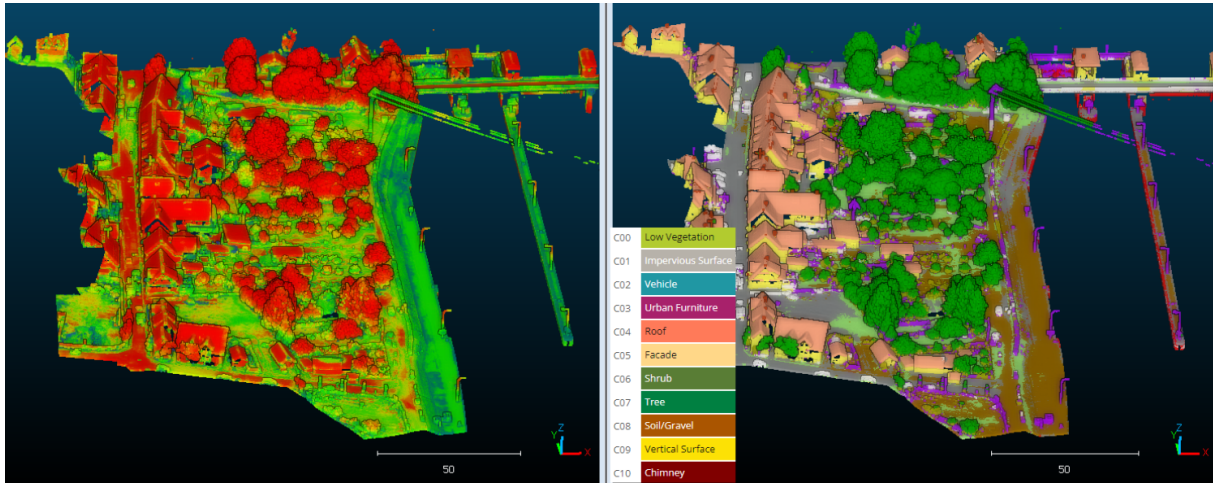 C00 Low Vegetation
C01 Impervious Surface
C02 Vehicle
C03 Urban Furniture
C04 Roof
C05 Facade
C06 Shrub
C07 Tree
C08 Soil/Gravel
C09 Vertical Surface
C10 Chimney
Z
Y
X
50
Z
Y
X
50